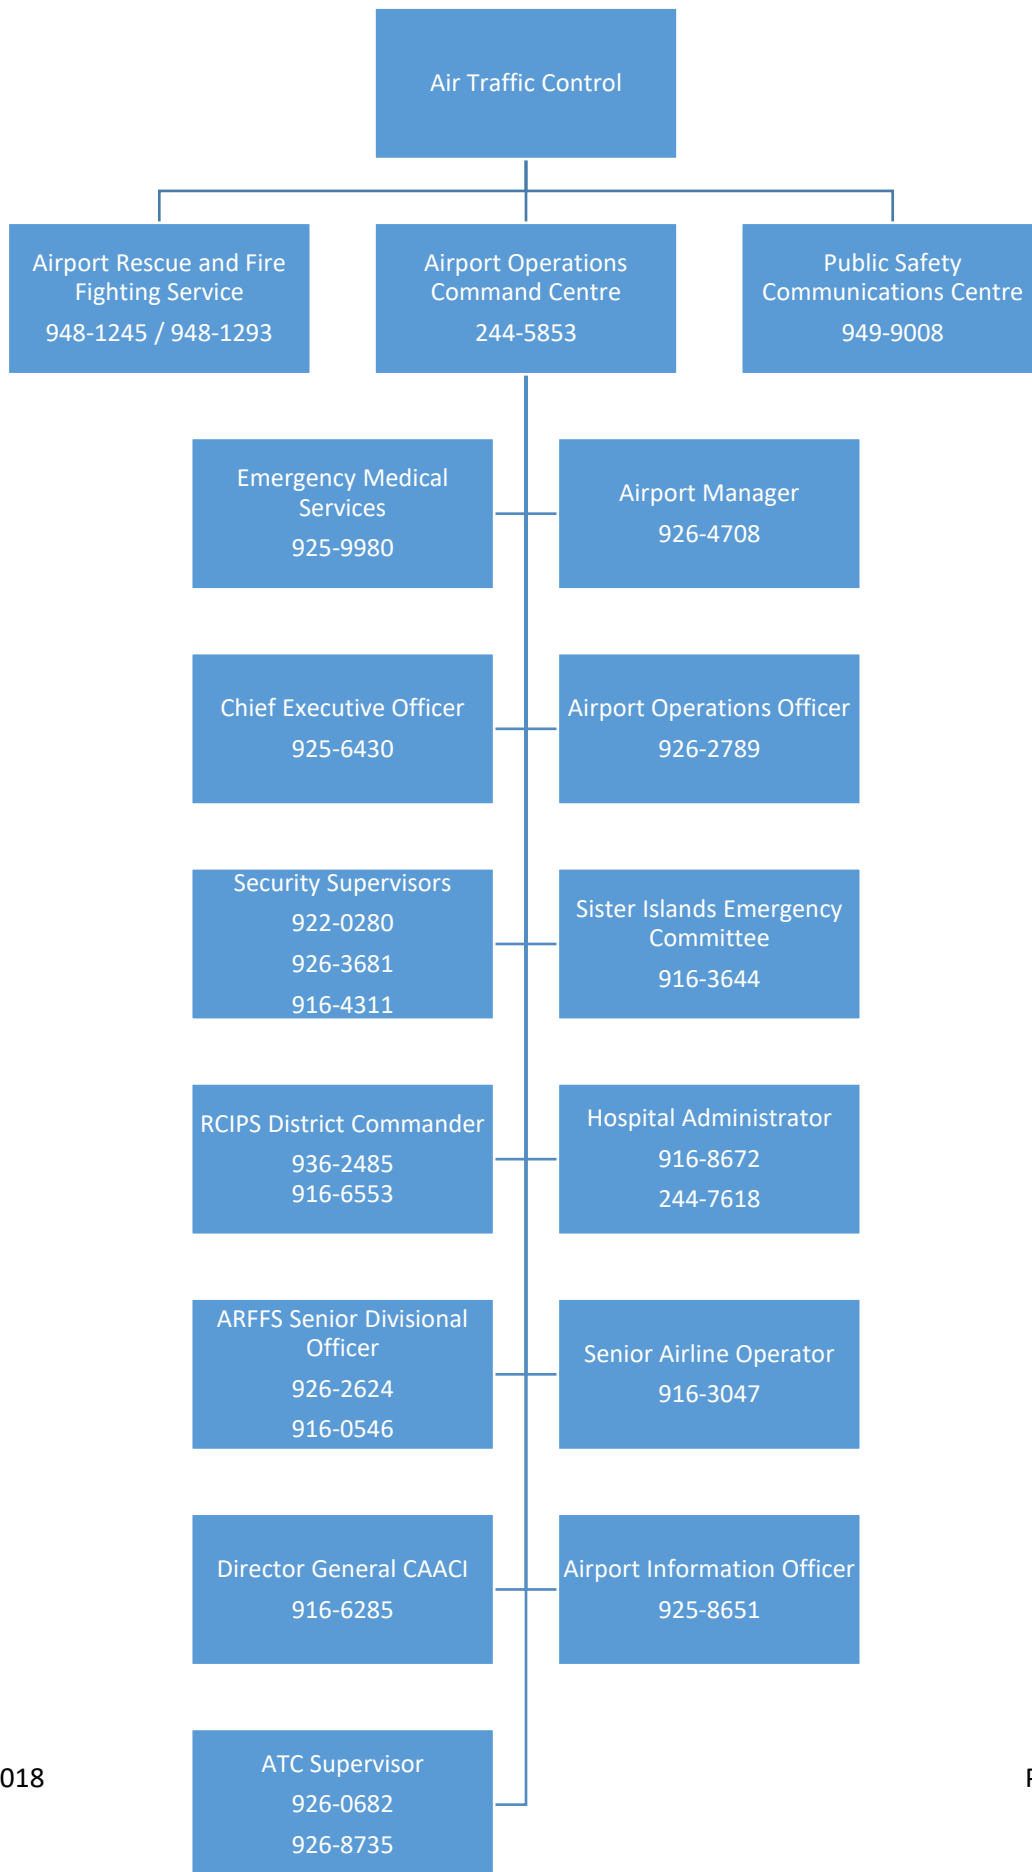 Air Traffic Control
Airport Rescue and Fire
Fighting Service
948-1245 / 948-1293
Airport Operations
Command Centre
244-5853
Public Safety
Communications Centre
949-9008
Emergency Medical
Services
925-9980
Airport Manager
926-4708
Chief Executive Officer
925-6430
Airport Operations Officer
926-2789
Security Supervisors
922-0280
926-3681
916-4311
Sister Islands Emergency
Committee
916-3644
RCIPS District Commander
936-2485
916-6553
Hospital Administrator
916-8672
244-7618
ARFFS Senior Divisional
Officer
926-2624
916-0546
Senior Airline Operator
916-3047
Director General CAACI
916-6285
Airport Information Officer
925-8651
ATC Supervisor
926-0682
926-8735
018